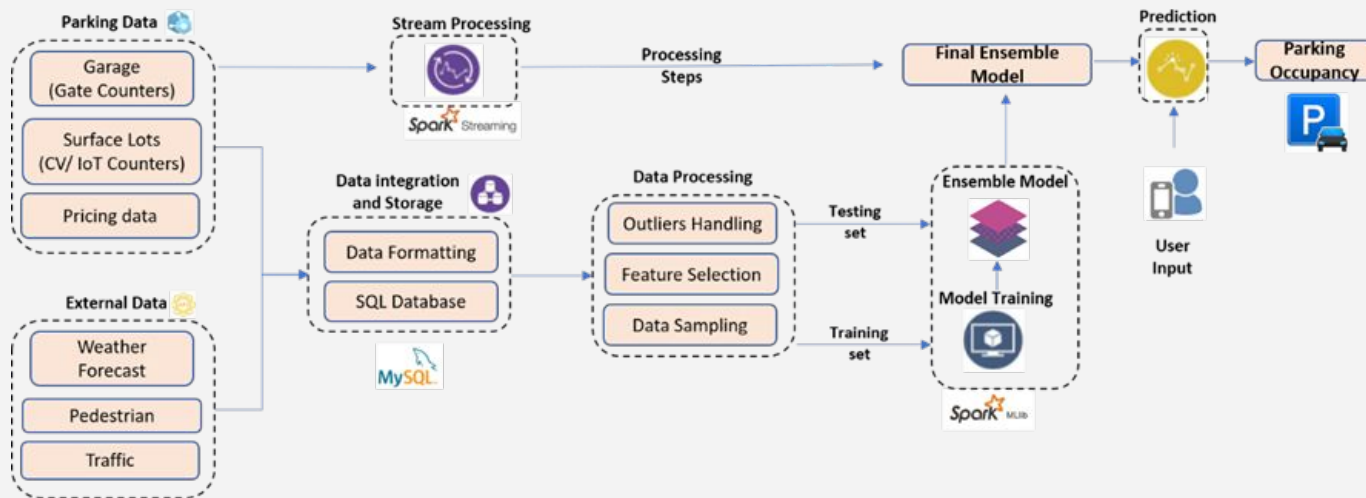 Parking Data
Garage
(Gate Counters)
Surface Lots
(CV/ IoT Counters)
Pricing data
External Data
Weather
Forecast
Pedestrian
Traffic
Stream Processing
Spark Streaming
Processing
Steps
Data integration
and Storage
Data Formatting
SQL Database
MySQL
Data Processing
Outliers Handling
Feature Selection
Data Sampling
Testing
set
Training
set
Final Ensemble
Model
Ensemble Model
Model Training
Spark MLlib
Prediction
User
Input
Parking
Occupancy
P